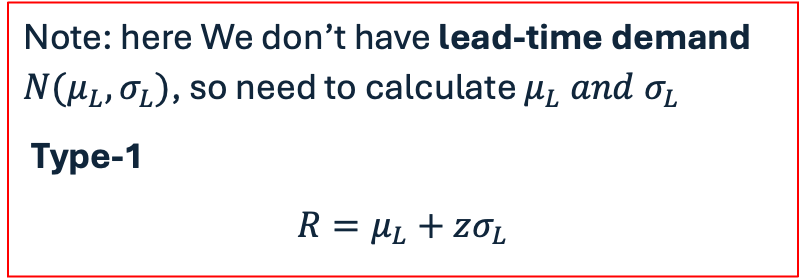 Note: here We don't have lead-time demand
N(μ_L, σ_L), so need to calculate μ_L and σ_L
Type-1
R = μ_L + zσ_L